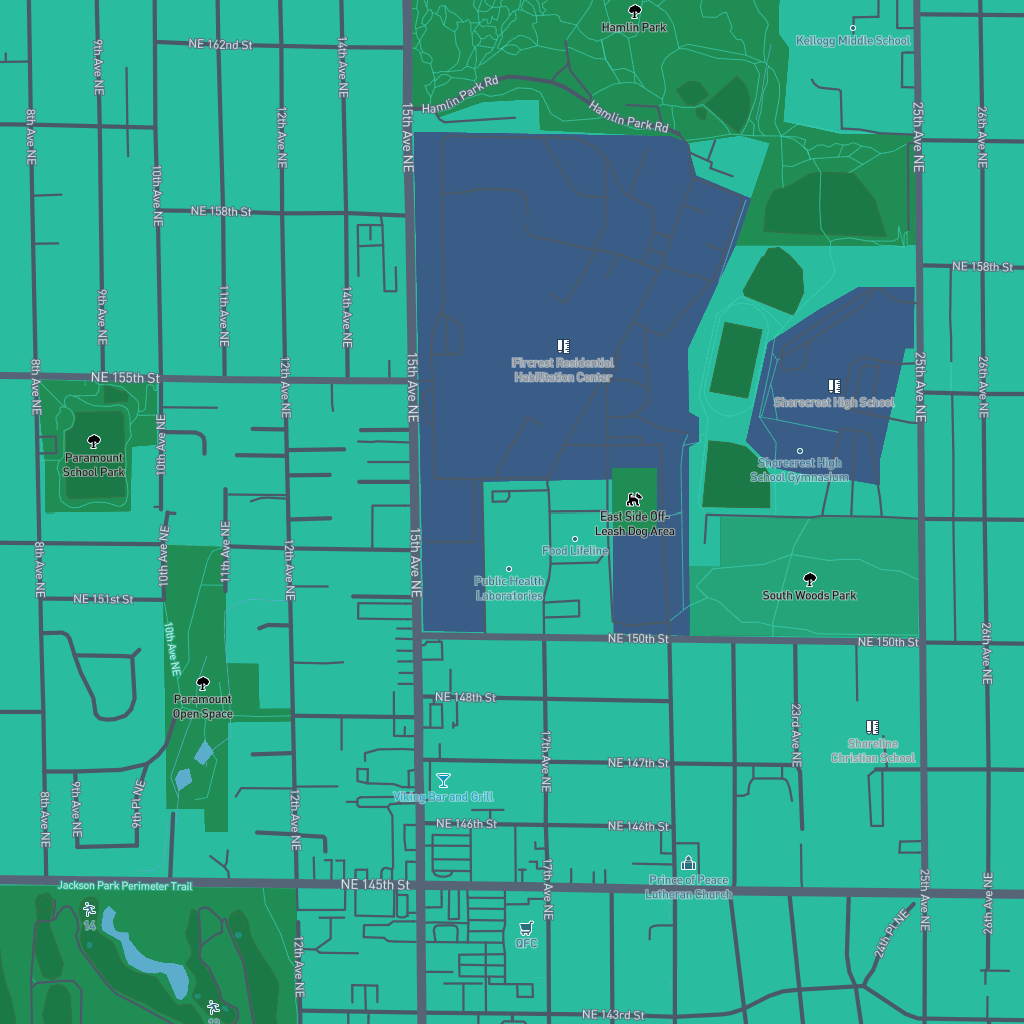 Hamlin Park
Kellogg Middle School
NE 162nd St
9th Ave NE
14th Ave NE
Hamlin Park Rd
Hamlin Park Rd
8th Ave NE
12th Ave NE
15th Ave NE
25th Ave NE
26th Ave NE
10th Ave NE
NE 158th St
NE 158th St
9th Ave NE
11th Ave NE
14th Ave NE
Fircrest Residential
Habilitation Center
NE 155th St
8th Ave NE
12th Ave NE
15th Ave NE
25th Ave NE
26th Ave NE
Shorecrest High School
10th Ave NE
Paramount
School Park
Shorecrest High
School Gymnasium
East Side Off-
Leash Dog Area
Food Lifeline
10th Ave NE
11th Ave NE
8th Ave NE
12th Ave NE
15th Ave NE
Public Health
Laboratories
South Woods Park
NE 151st St
10th Ave NE
NE 150th St
NE 150th St
26th Ave NE
Paramount
Open Space
NE 148th St
17th Ave NE
23rd Ave NE
Shoreline
Christian School
NE 147th St
Viking Bar and Grill
8th Ave NE
9th Ave NE
9th Pl NE
12th Ave NE
NE 146th St
NE 146th St
17th Ave NE
Prince of Peace
Lutheran Church
Jackson Park Perimeter Trail
NE 145th St
25th Ave NE
26th Ave NE
14
QFC
24th Pl NE
12th Ave NE
NE 143rd St